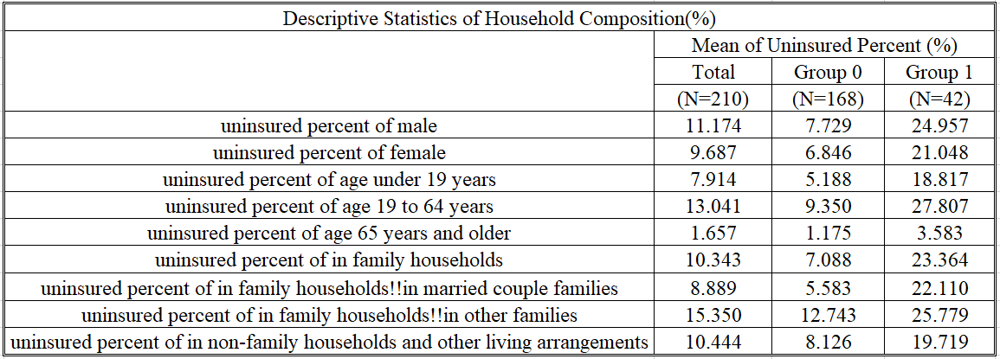 Descriptive Statistics of Household Composition(%)
Mean of Uninsured Percent (%)
Total Group 0 Group 1
(N=210) (N=168) (N=42)
uninsured percent of male 11.174 7.729 24.957
uninsured percent of female 9.687 6.846 21.048
uninsured percent of age under 19 years 7.914 5.188 18.817
uninsured percent of age 19 to 64 years 13.041 9.350 27.807
uninsured percent of age 65 years and older 1.657 1.175 3.583
uninsured percent of in family households 10.343 7.088 23.364
uninsured percent of in family households!!in married couple families 8.889 5.583 22.110
uninsured percent of in family households!!in other families 15.350 12.743 25.779
uninsured percent of in non-family households and other living arrangements 10.444 8.126 19.719